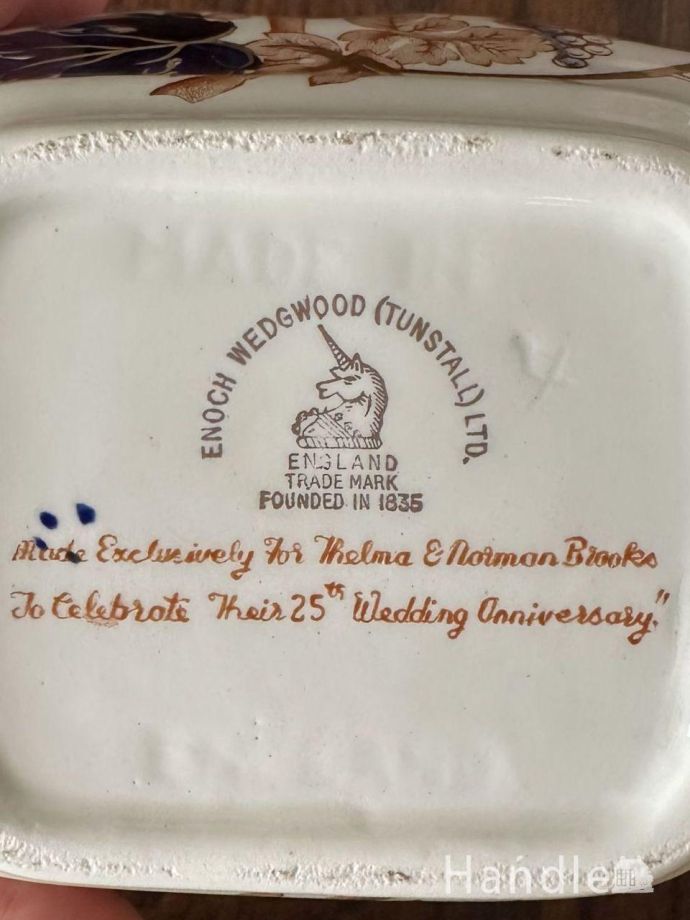 ENOCH WEDGWOOD (TUNSTALL) LTD.
ENGLAND
TRADE MARK
FOUNDED IN 1835
Made Exclusively For Thelma & Norman Brooks
To Celebrate Their 25th Wedding Anniversary."
Handle